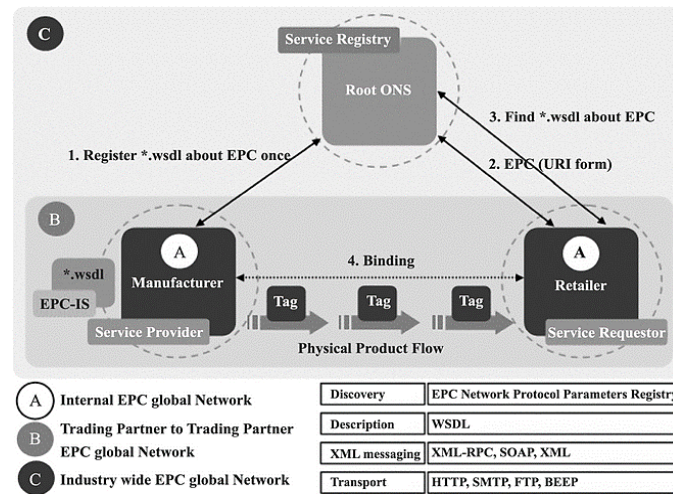 C
Service Registry
Root ONS
3. Find *.wsdl about EPC
1. Register *.wsdl about EPC once
2. EPC (URI form)
B
A
A
*.wsdl
Manufacturer
4. Binding
Retailer
EPC-IS
Tag
Tag
Tag
Service Provider
Service Requestor
Physical Product Flow
A Internal EPC global Network
B Trading Partner to Trading Partner
EPC global Network
C Industry wide EPC global Network
Discovery EPC Network Protocol Parameters Registry
Description WSDL
XML messaging XML-RPC, SOAP, XML
Transport HTTP, SMTP, FTP, BEEP